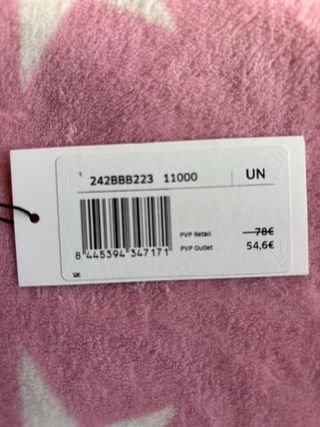 s 242BBB223 11000 UN
PVP Retail 78€
PVP Outlet 54,6€
8 445394 347171